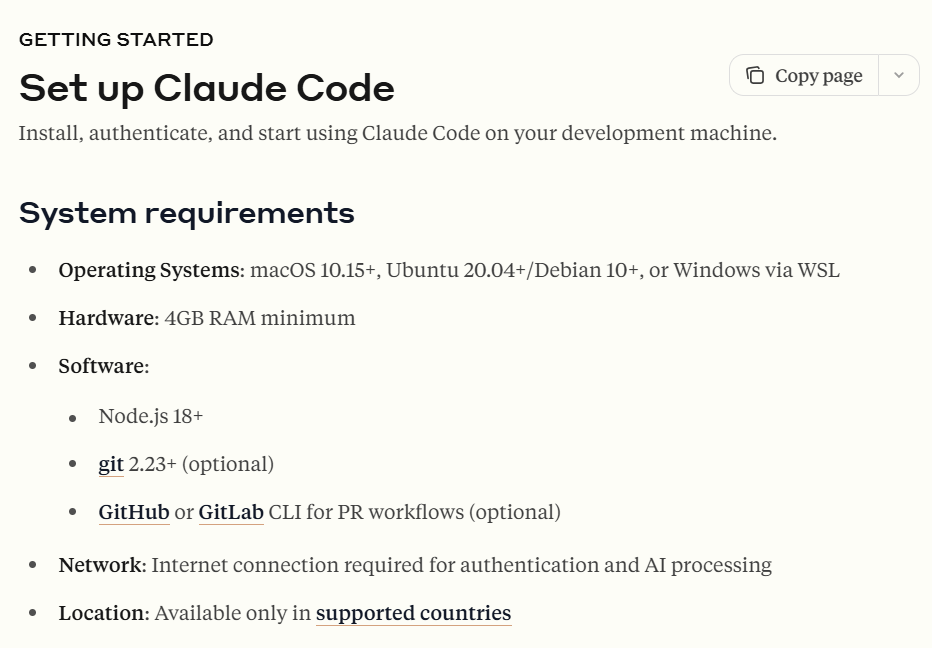 GETTING STARTED
Set up Claude Code
Copy page
Install, authenticate, and start using Claude Code on your development machine.
System requirements
Operating Systems: macOS 10.15+, Ubuntu 20.04+/Debian 10+, or Windows via WSL
Hardware: 4GB RAM minimum
Software:
Node.js 18+
git 2.23+ (optional)
GitHub or GitLab CLI for PR workflows (optional)
Network: Internet connection required for authentication and AI processing
Location: Available only in supported countries